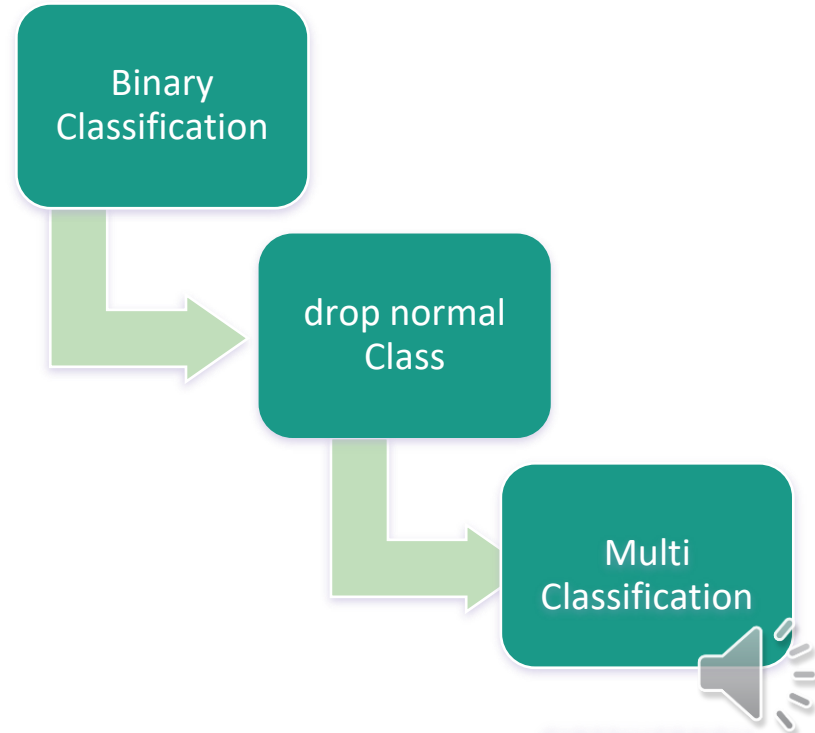 Binary
Classification
drop normal
Class
Multi
Classification